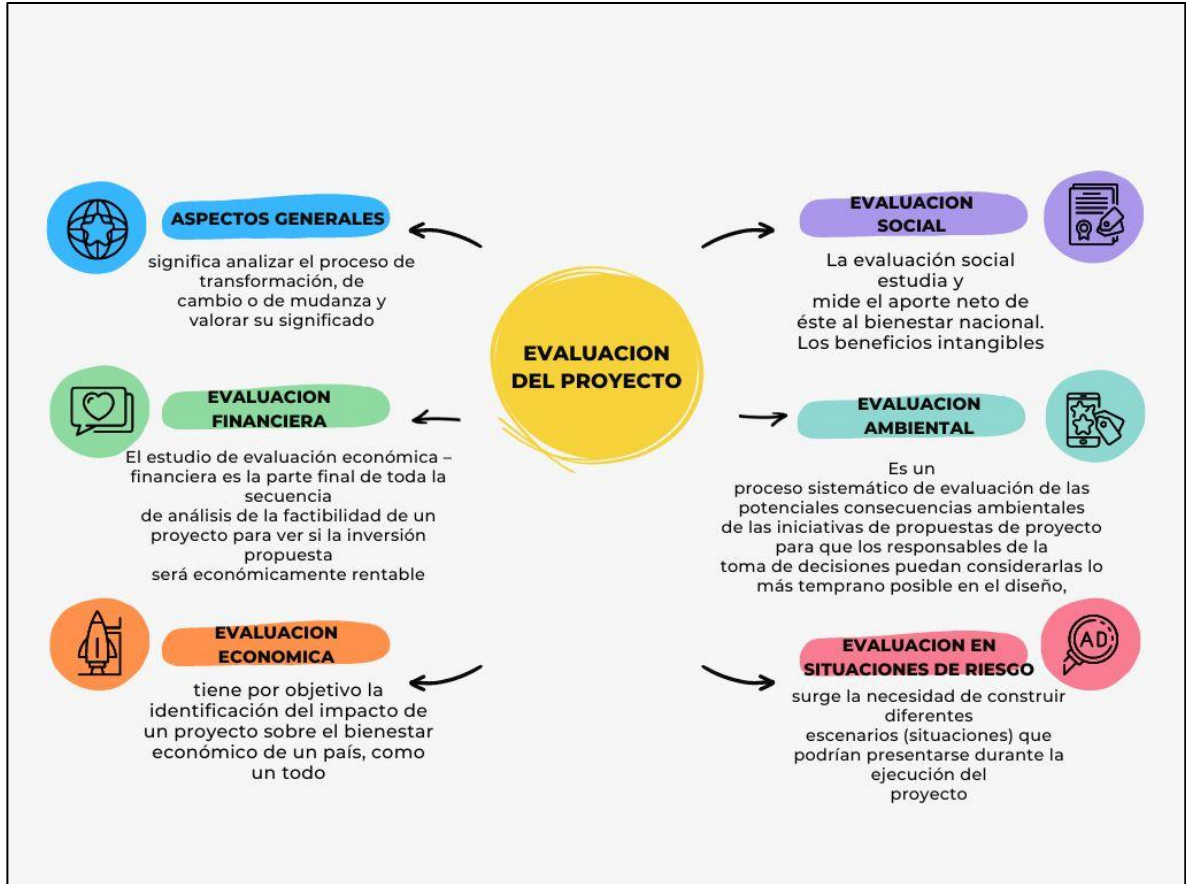 ASPECTOS GENERALES
significa analizar el proceso de
transformación, de
cambio o de mudanza y
valorar su significado
EVALUACION
FINANCIERA
El estudio de evaluación económica –
financiera es la parte final de toda la
secuencia
de análisis de la factibilidad de un
proyecto para ver si la inversión
propuesta
será económicamente rentable
EVALUACION
ECONOMICA
tiene por objetivo la
identificación del impacto de
un proyecto sobre el bienestar
económico de un país, como
un todo
EVALUACION
DEL PROYECTO
EVALUACION
SOCIAL
La evaluación social
estudia y
mide el aporte neto de
éste al bienestar nacional.
Los beneficios intangibles
EVALUACION
AMBIENTAL
Es un
proceso sistemático de evaluación de las
potenciales consecuencias ambientales
de las iniciativas de propuestas de proyecto
para que los responsables de la
toma de decisiones puedan considerarlas lo
más temprano posible en el diseño,
EVALUACION EN
SITUACIONES DE RIESGO
AD
surge la necesidad de construir
diferentes
escenarios (situaciones) que
podrían presentarse durante la
ejecución del
proyecto